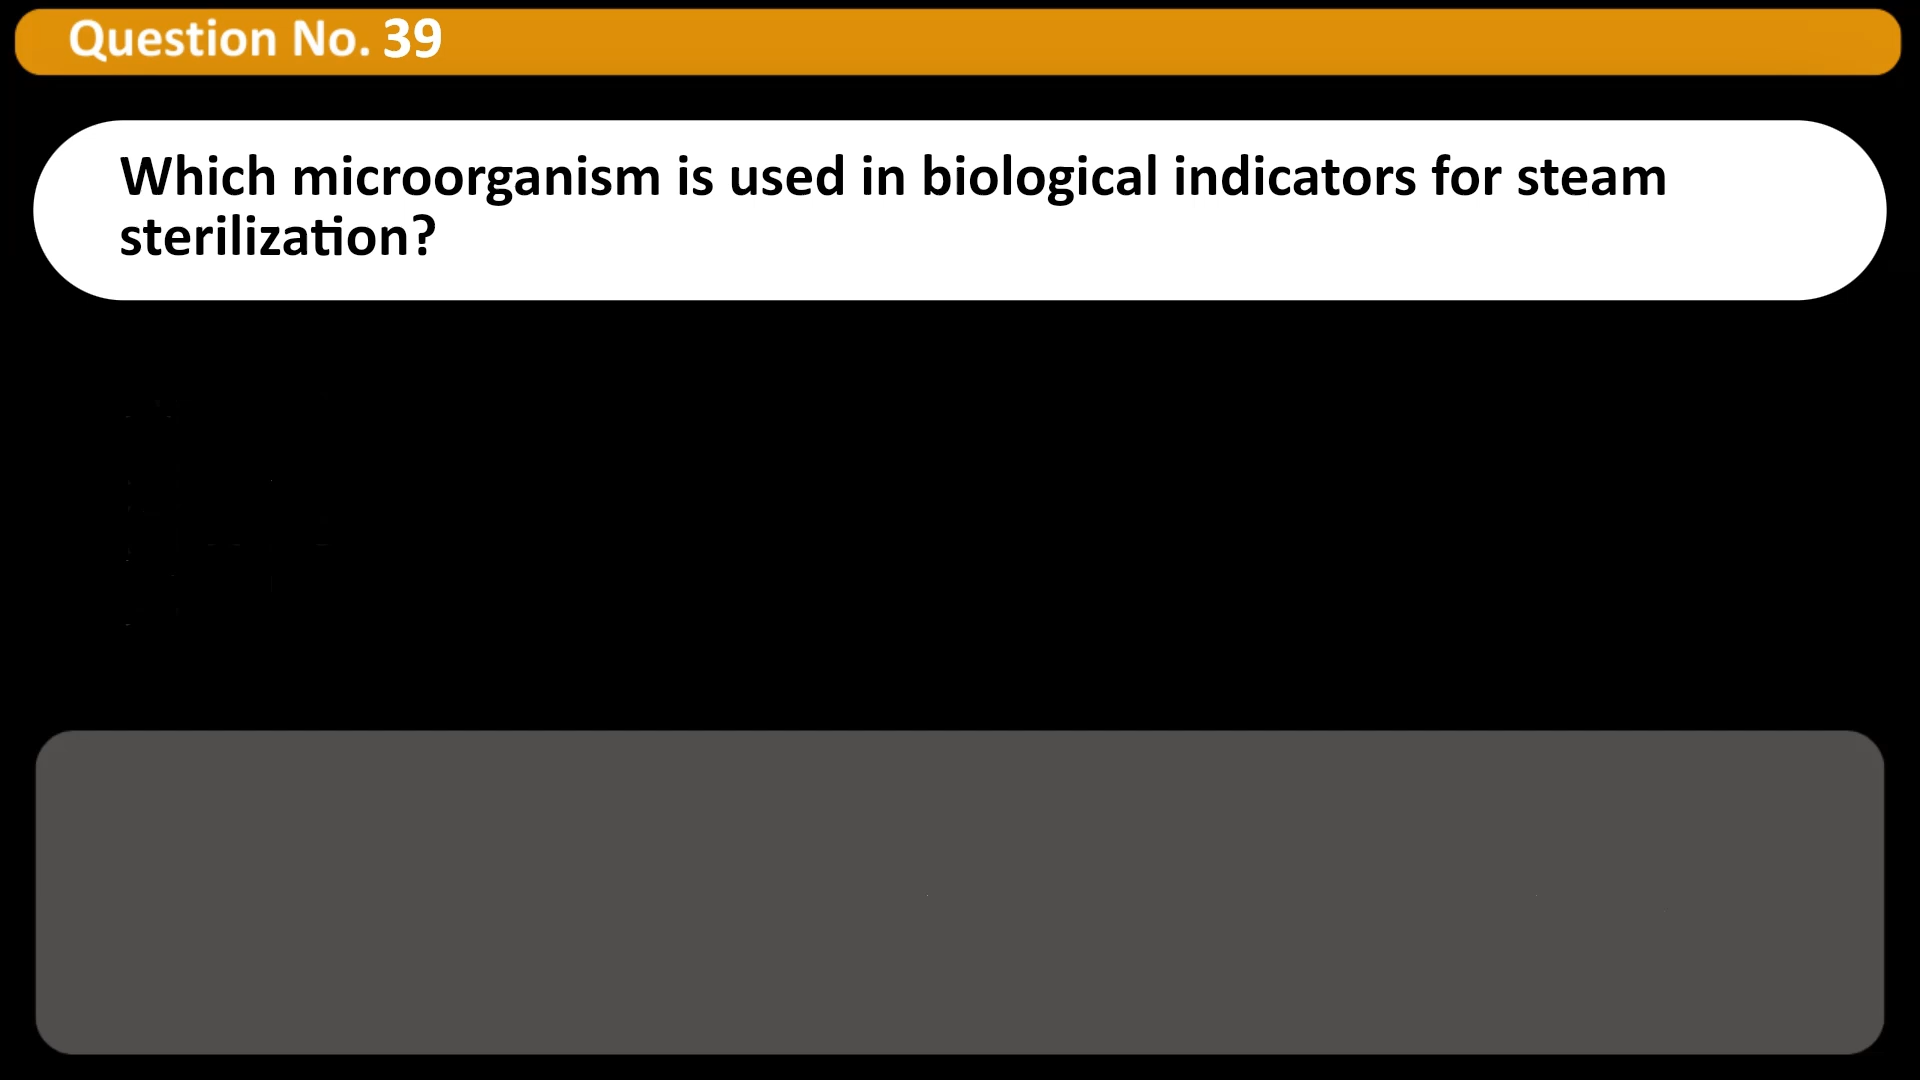 Question No. 39
Which microorganism is used in biological indicators for steam
sterilization?